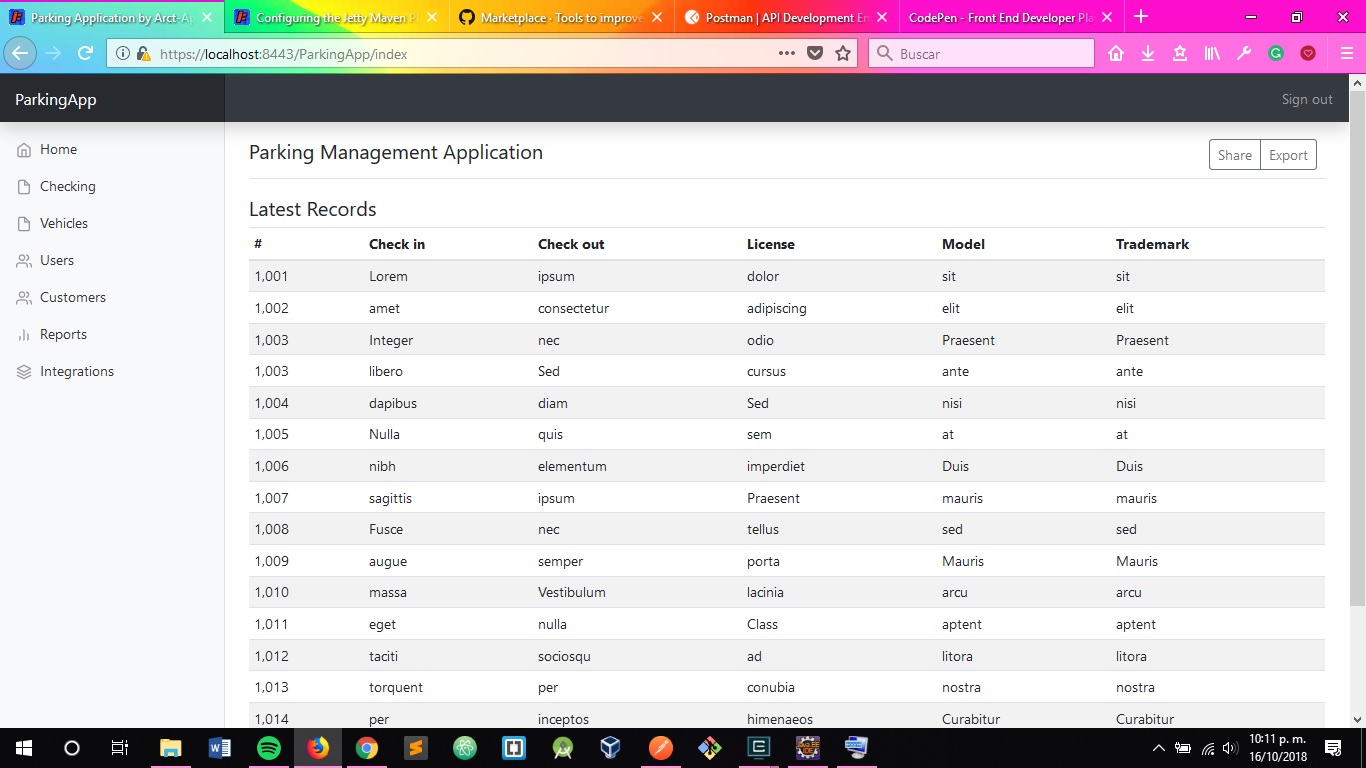 Parking Application by Arct-Ap
Configuring the Jetty Maven P
Marketplace · Tools to improve
Postman | API Development En
CodePen - Front End Developer Pla
https://localhost:8443/ParkingApp/index
Buscar
ParkingApp
Sign out
Home
Checking
Vehicles
Users
Customers
Reports
Integrations
Parking Management Application
Share Export
Latest Records
# Check in Check out License Model Trademark
1,001 Lorem ipsum dolor sit sit
1,002 amet consectetur adipiscing elit elit
1,003 Integer nec odio Praesent Praesent
1,003 libero Sed cursus ante ante
1,004 dapibus diam Sed nisi nisi
1,005 Nulla quis sem at at
1,006 nibh elementum imperdiet Duis Duis
1,007 sagittis ipsum Praesent mauris mauris
1,008 Fusce nec tellus sed sed
1,009 augue semper porta Mauris Mauris
1,010 massa Vestibulum lacinia arcu arcu
1,011 eget nulla Class aptent aptent
1,012 taciti sociosqu ad litora litora
1,013 torquent per conubia nostra nostra
1,014 per inceptos himenaeos Curabitur Curabitur
10:11 p. m.
16/10/2018